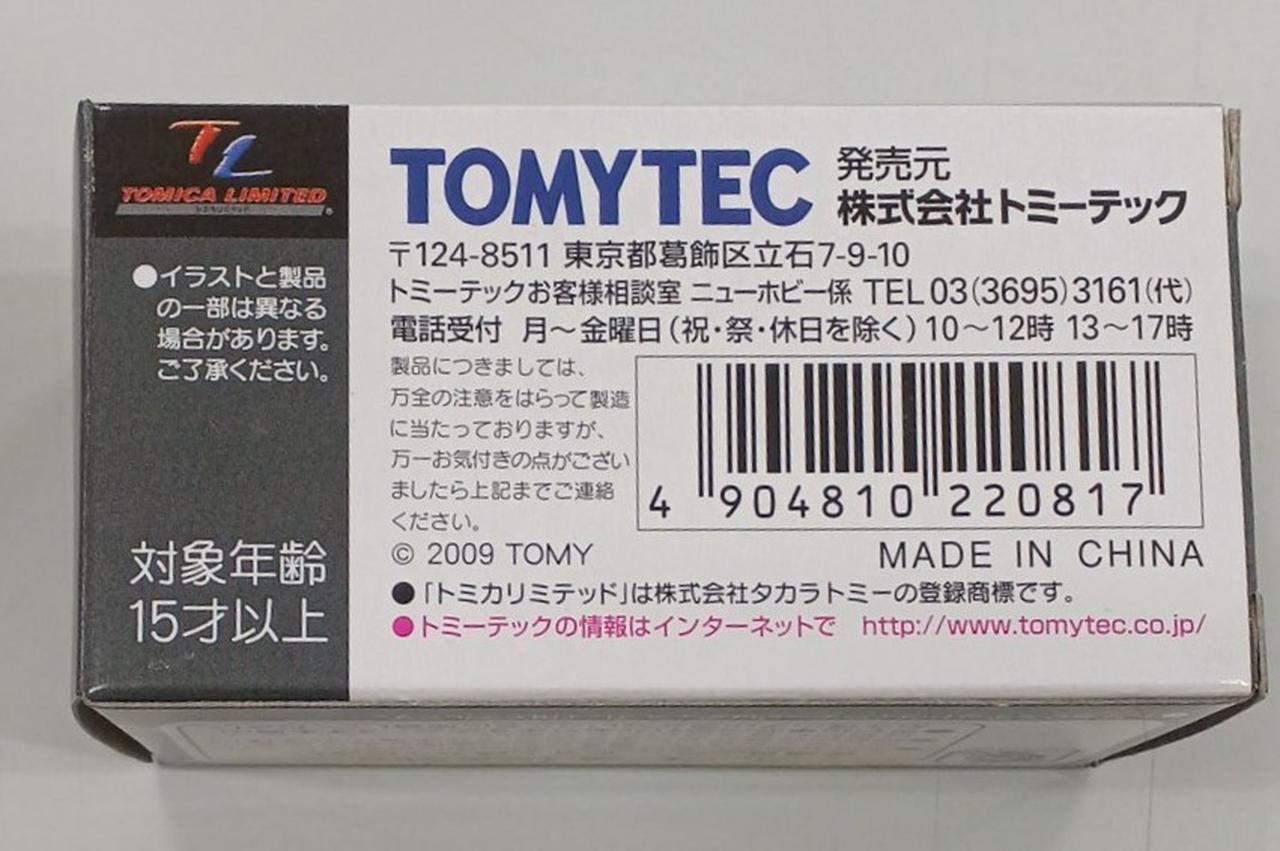 TL
TOMICA LIMITED
トミカリミテッド
●イラストと製品
の一部は異なる
場合があります。
ご了承ください。
対象年齢
15才以上
TOMYTEC 発売元
株式会社トミーテック
〒124-8511 東京都葛飾区立石7-9-10
トミーテックお客様相談室 ニューホビー係 TEL 03(3695)3161(代)
電話受付 月～金曜日(祝・祭・休日を除く) 10～12時 13～17時
製品につきましては、
万全の注意をはらって製造
に当たっておりますが、
万一お気付きの点がござい
ましたら上記までご連絡
ください。
4 904810 220817
© 2009 TOMY
MADE IN CHINA
●「トミカリミテッド」は株式会社タカラトミーの登録商標です。
●トミーテックの情報はインターネットで http://www.tomytec.co.jp/